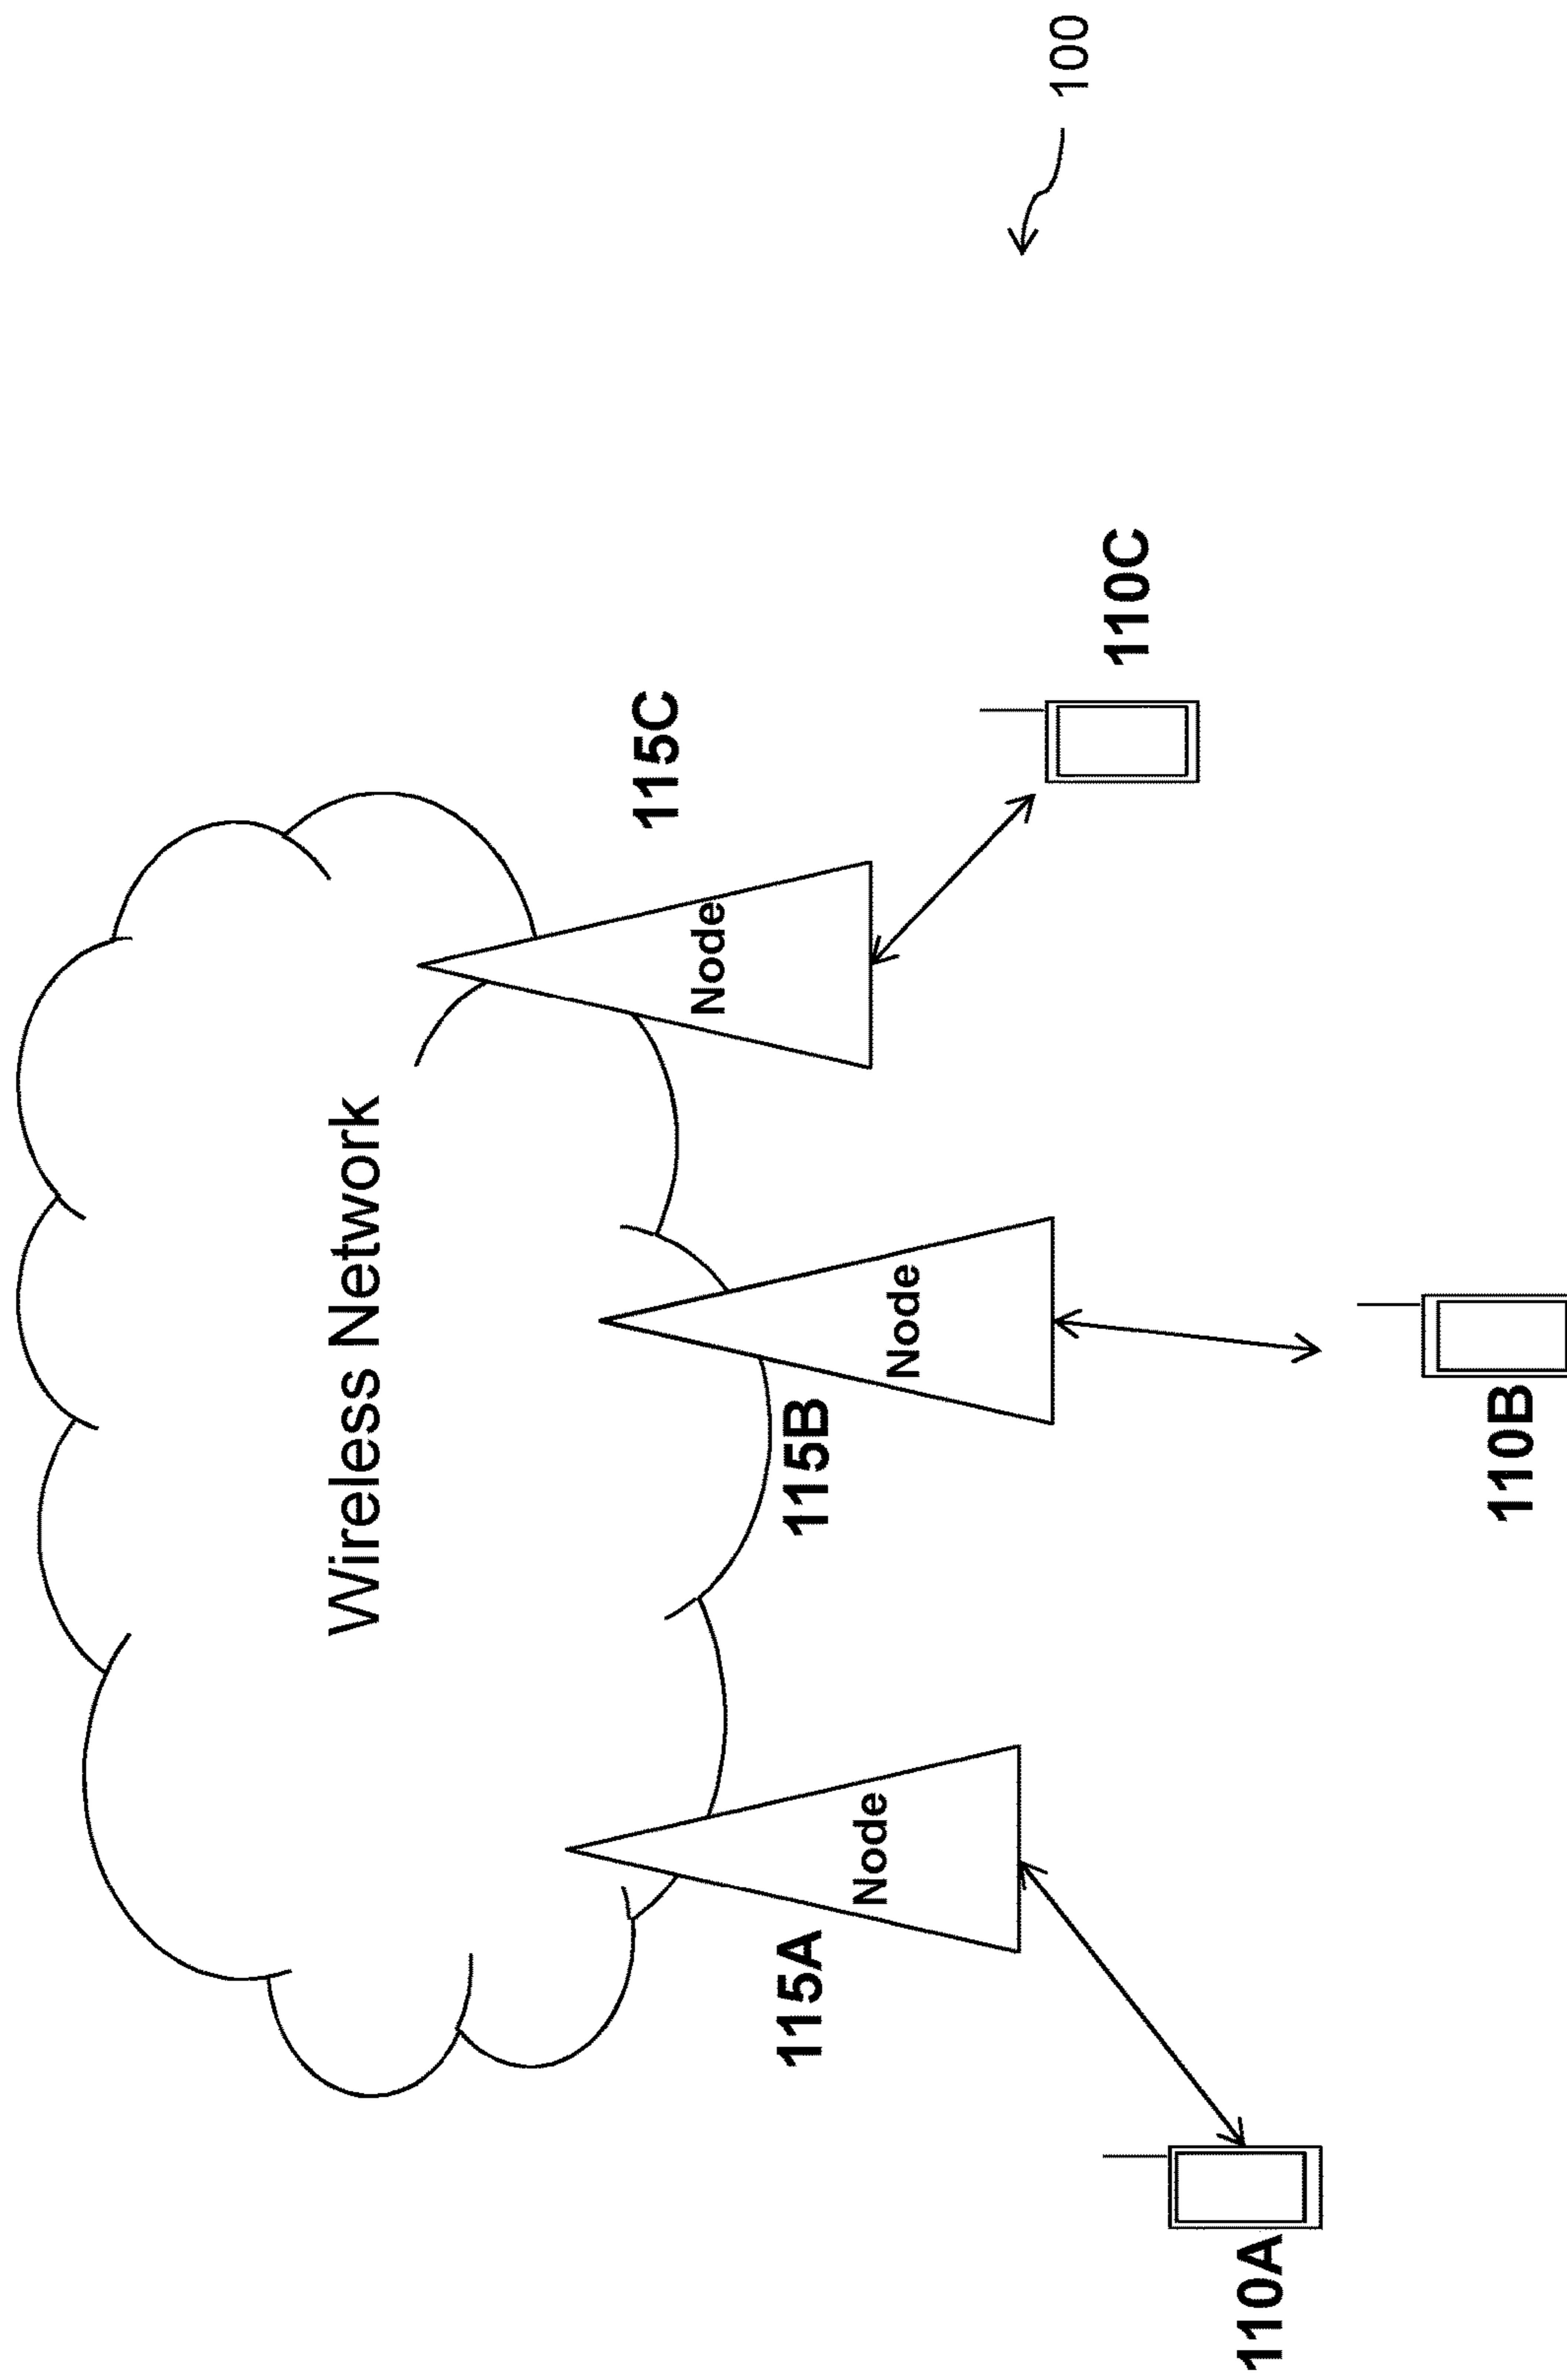 Wireless Network
115C
Node
115B
Node
115A
Node
110C
110B
110A
100